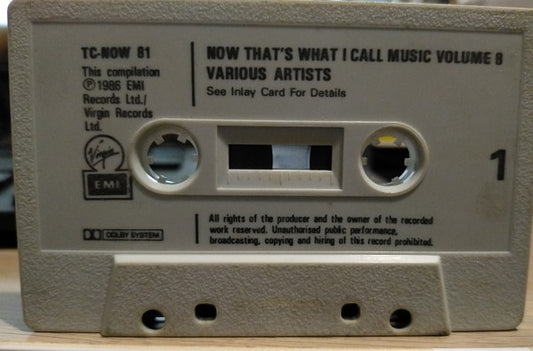 TC-NOW 81
NOW THAT'S WHAT I CALL MUSIC VOLUME 8
VARIOUS ARTISTS
See Inlay Card For Details
This compilation
Ⓟ1986 EMI
Records Ltd./
Virgin Records
Ltd.
Virgin
EMI
1
DOLBY SYSTEM
All rights of the producer and the owner of the recorded
work reserved. Unauthorised public performance,
broadcasting, copying and hiring of this record prohibited.